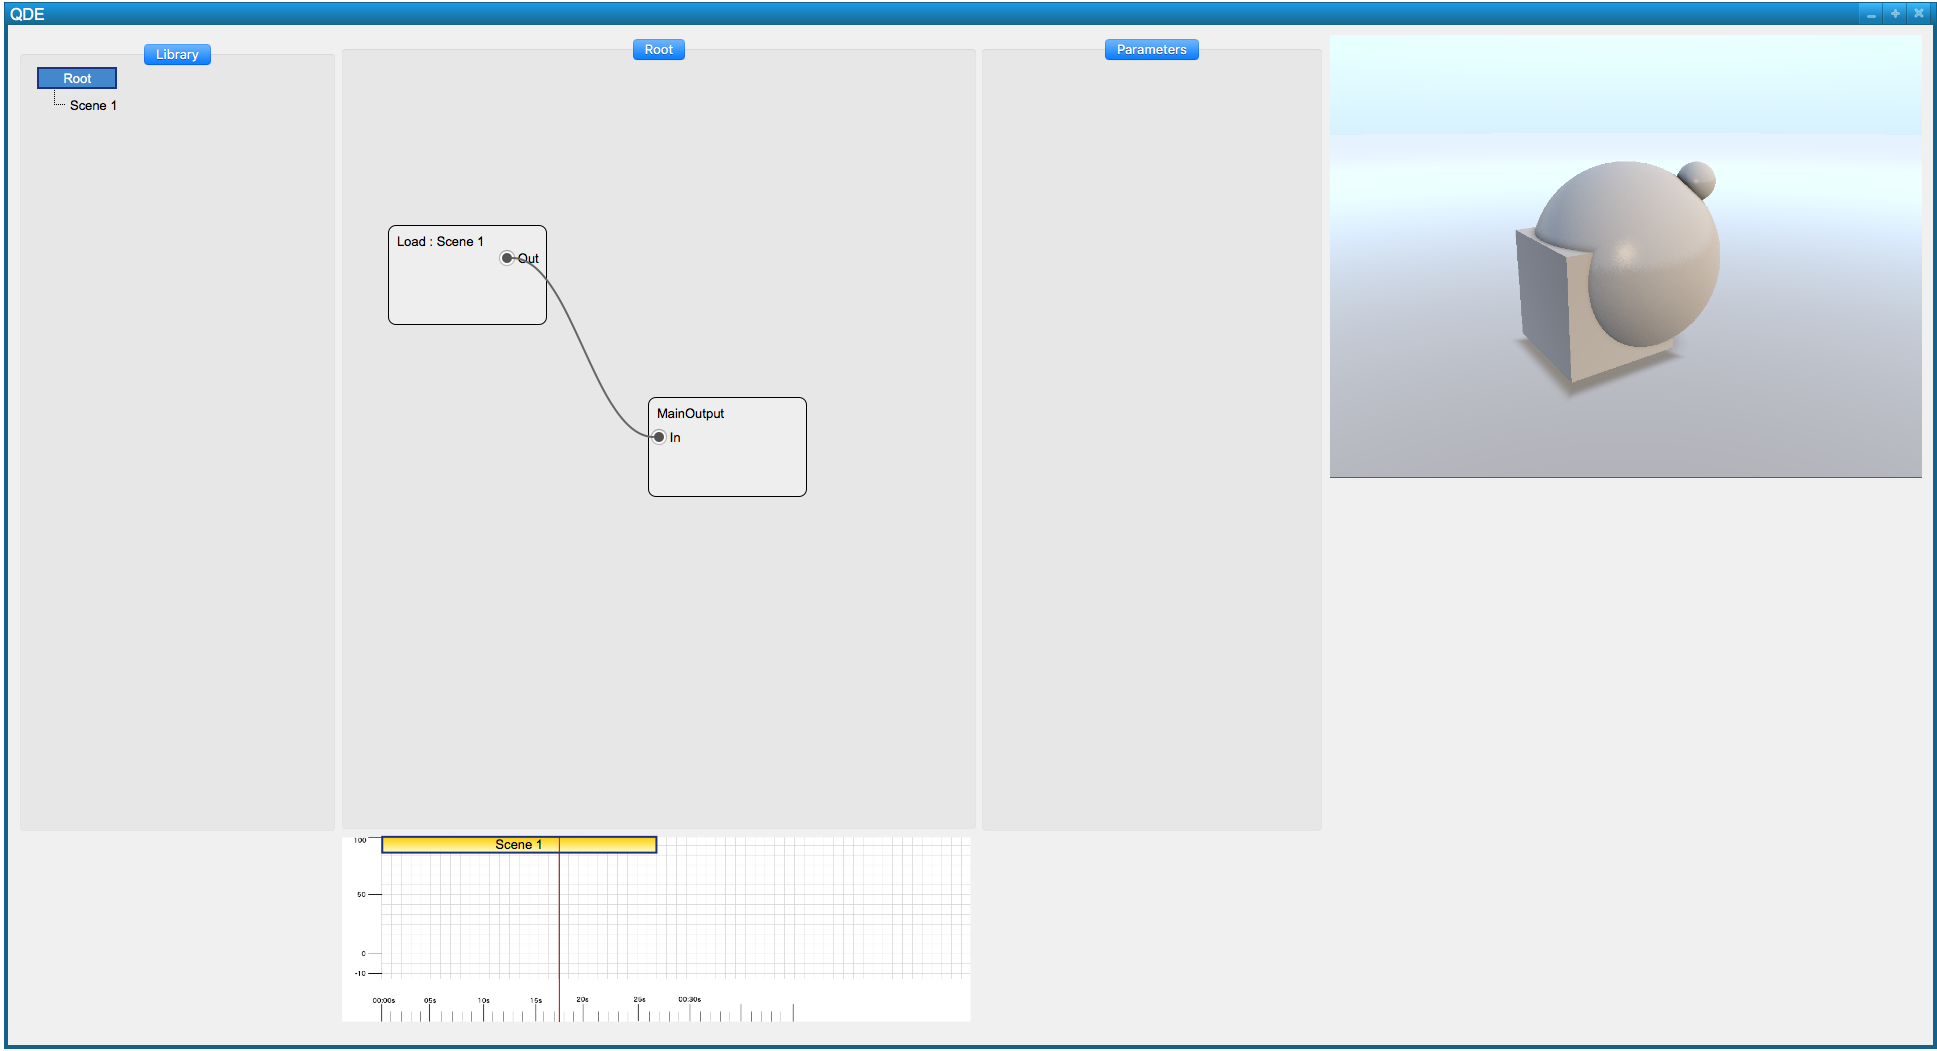 QDE
Library
Root
Parameters
Root
Scene 1
Load : Scene 1
Out
MainOutput
In
100
Scene 1
50
0
-10
00:00s 05s 10s 15s 20s 25s 00:30s